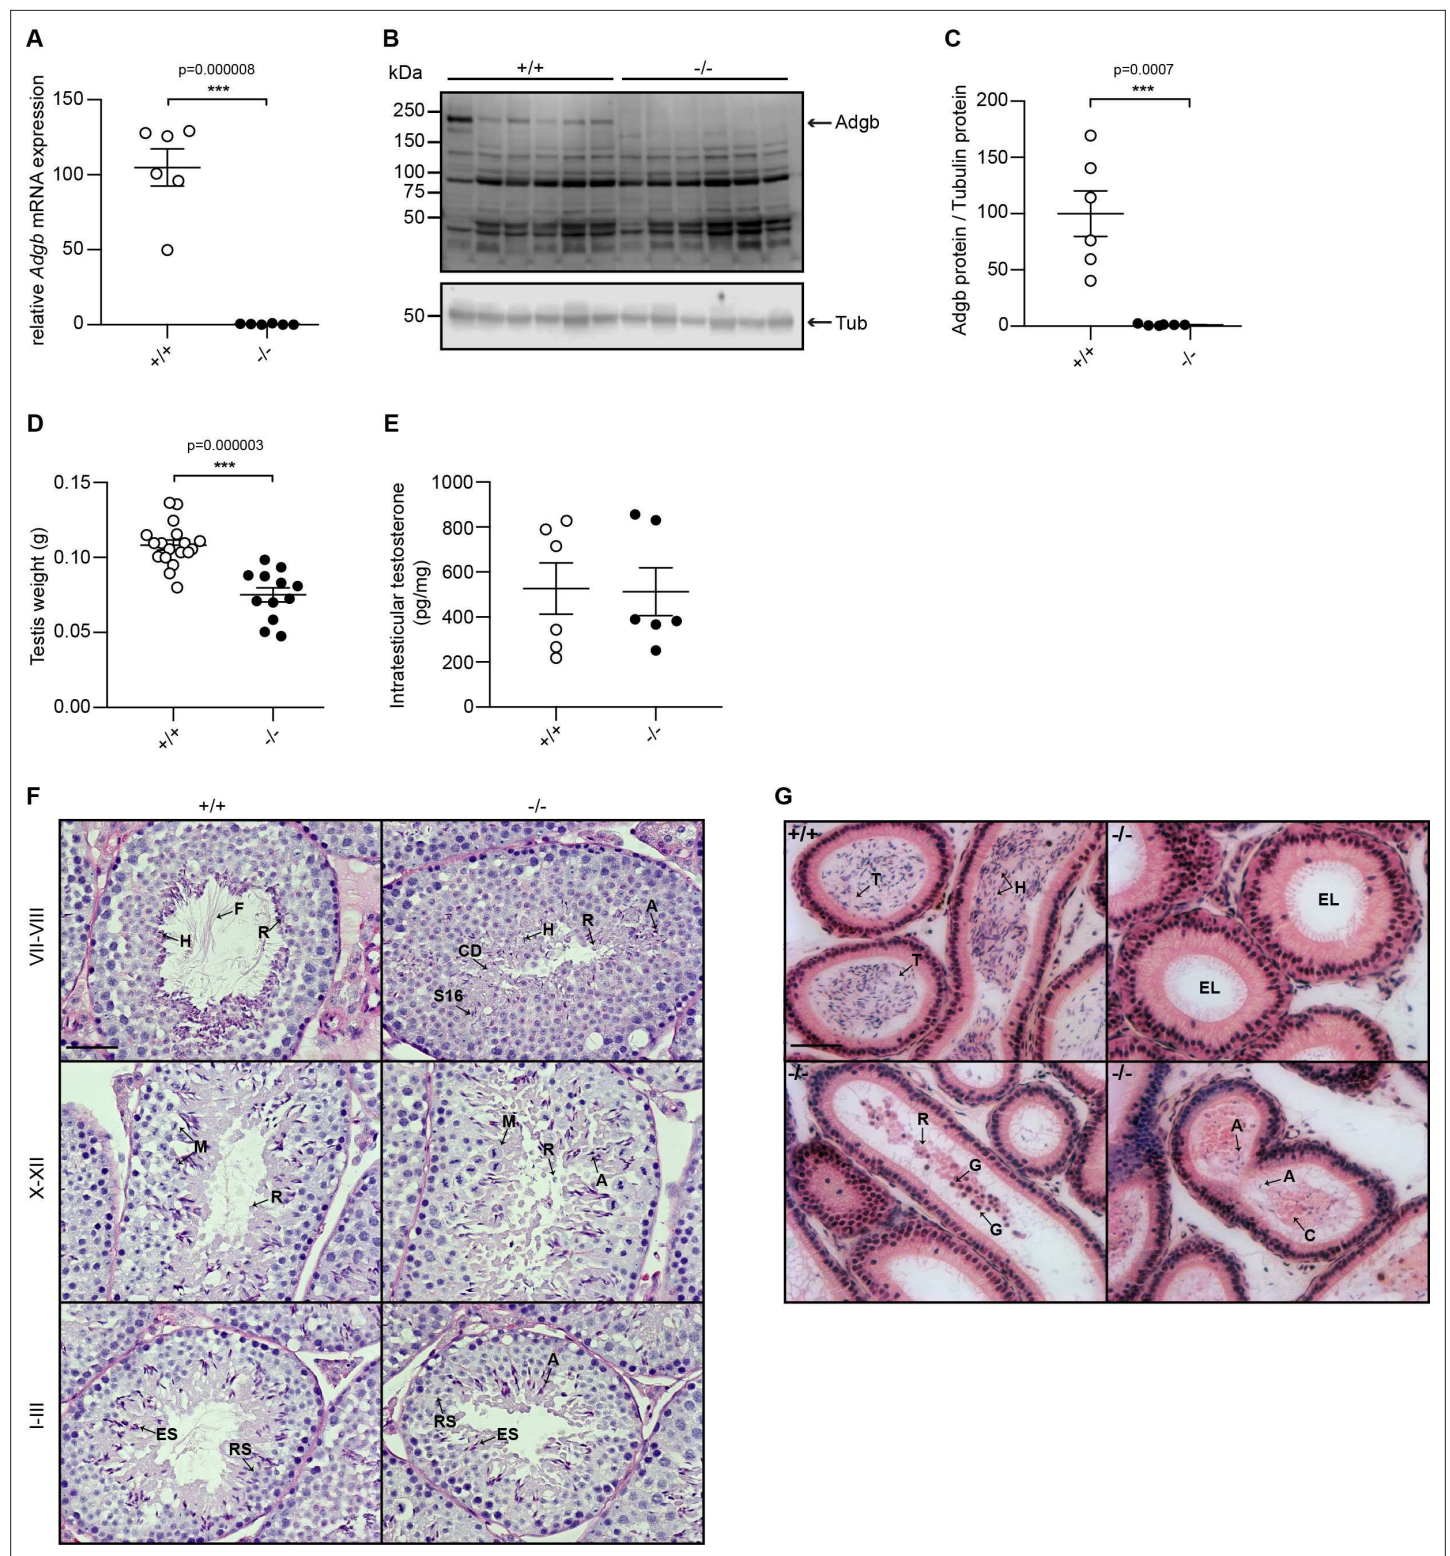 A
p=0.000008
***
relative Adgb mRNA expression
150
100
50
0
+/+
-/-
B
kDa
+/+
-/-
250
150
100
75
50
Adgb
50
Tub
C
p=0.0007
***
Adgb protein / Tubulin protein
200
150
100
50
0
+/+
-/-
D
p=0.000003
***
Testis weight (g)
0.15
0.10
0.05
0.00
+/+
-/-
E
Intratesticular testosterone
(pg/mg)
1000
800
600
400
200
0
+/+
-/-
F
+/+
-/-
VII-VIII
F
R
H
A
R
H
CD
S16
X-XII
M
R
M
R
A
I-III
ES
RS
A
RS
ES
G
+/+
T
H
T
-/-
EL
EL
-/-
R
G
G
-/-
A
A
C